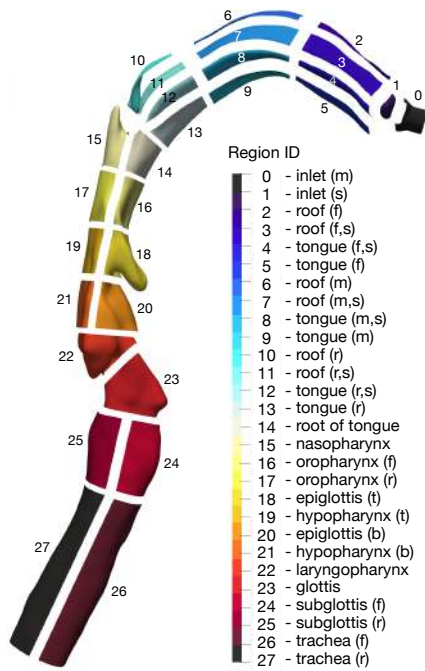 6
2
7
3
10
8
1
11
4
0
12
9
5
13
15
14
Region ID
17
16
19
18
21
20
22
23
25
24
27
26
0 - inlet (m)
1 - inlet (s)
2 - roof (f)
3 - roof (f,s)
4 - tongue (f,s)
5 - tongue (f)
6 - roof (m)
7 - roof (m,s)
8 - tongue (m,s)
9 - tongue (m)
10 - roof (r)
11 - roof (r,s)
12 - tongue (r,s)
13 - tongue (r)
14 - root of tongue
15 - nasopharynx
16 - oropharynx (f)
17 - oropharynx (r)
18 - epiglottis (t)
19 - hypopharynx (t)
20 - epiglottis (b)
21 - hypopharynx (b)
22 - laryngopharynx
23 - glottis
24 - subglottis (f)
25 - subglottis (r)
26 - trachea (f)
27 - trachea (r)